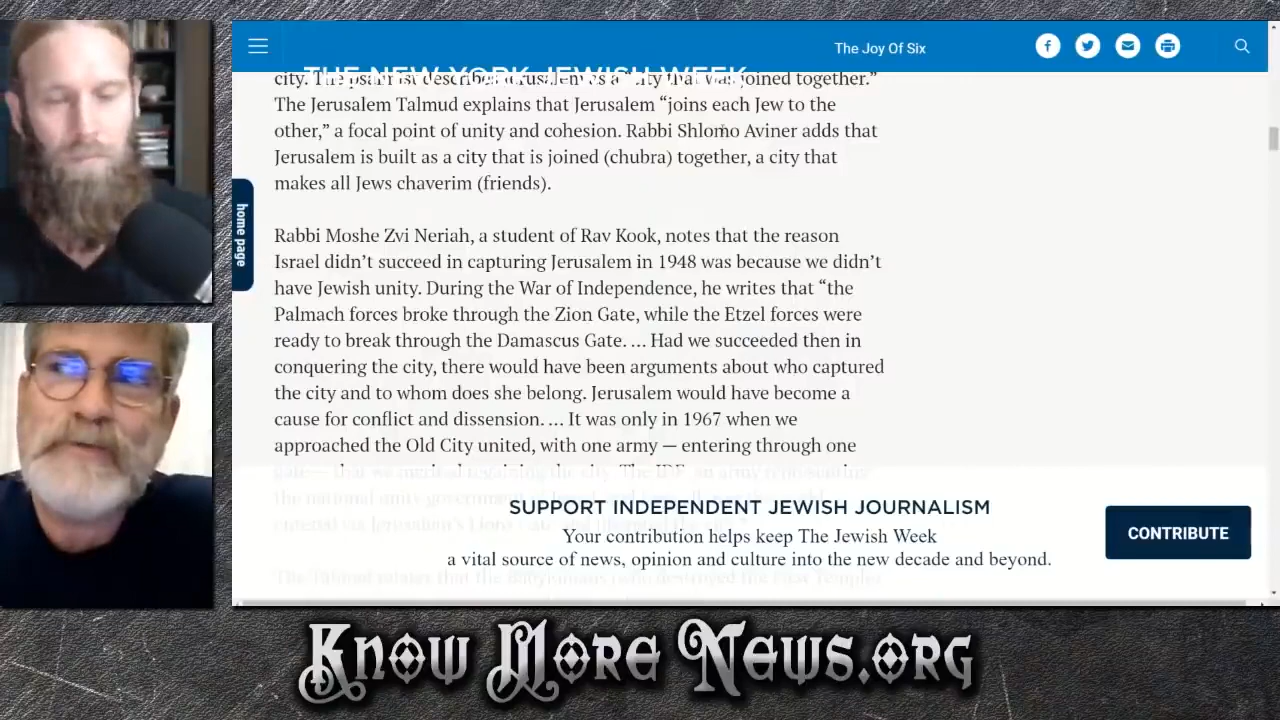 The Joy Of Six
THE NEW YORK JEWISH WEEK
joined together.”
The Jerusalem Talmud explains that Jerusalem “joins each Jew to the
other,” a focal point of unity and cohesion. Rabbi Shlomo Aviner adds that
Jerusalem is built as a city that is joined (chubra) together, a city that
makes all Jews chaverim (friends).
home page
Rabbi Moshe Zvi Neriah, a student of Rav Kook, notes that the reason
Israel didn’t succeed in capturing Jerusalem in 1948 was because we didn’t
have Jewish unity. During the War of Independence, he writes that “the
Palmach forces broke through the Zion Gate, while the Etzel forces were
ready to break through the Damascus Gate. … Had we succeeded then in
conquering the city, there would have been arguments about who captured
the city and to whom does she belong. Jerusalem would have become a
cause for conflict and dissension. … It was only in 1967 when we
approached the Old City united, with one army — entering through one
SUPPORT INDEPENDENT JEWISH JOURNALISM
Your contribution helps keep The Jewish Week
a vital source of news, opinion and culture into the new decade and beyond.
CONTRIBUTE
Know More News.org